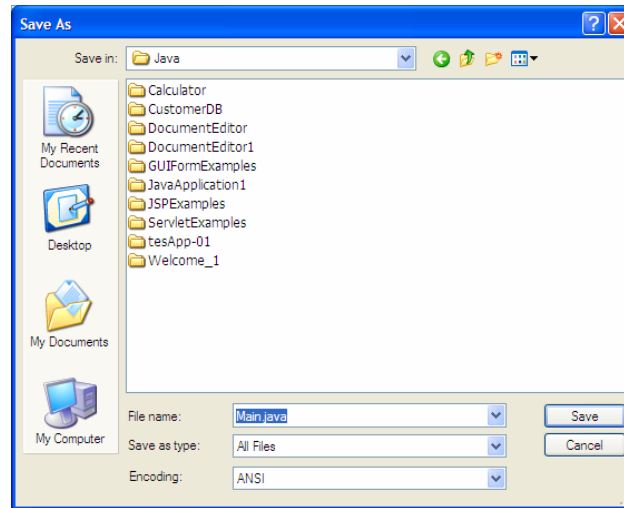 Save As
Save in:
Java
Calculator
CustomerDB
DocumentEditor
DocumentEditor1
GUIFormExamples
JavaApplication1
JSPExamples
ServletExamples
tesApp-01
Welcome_1
My Recent
Documents
Desktop
My Documents
My Computer
File name:
Main.java
Save
Save as type:
All Files
Cancel
Encoding:
ANSI